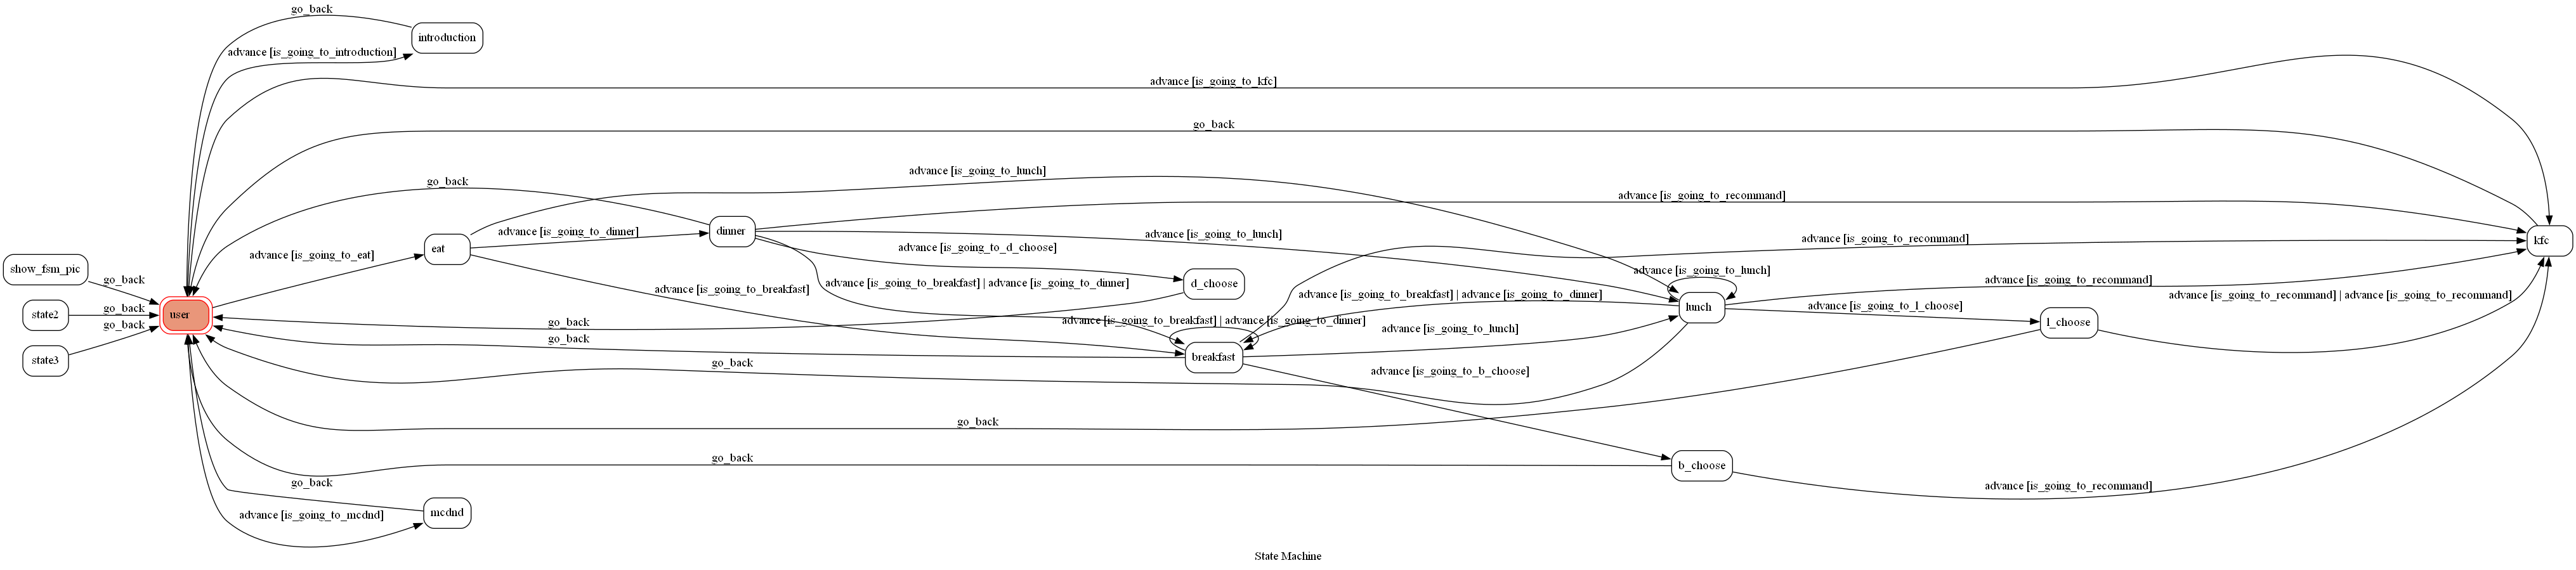 go_back
introduction
advance [is_going_to_introduction]
advance [is_going_to_kfc]
go_back
advance [is_going_to_lunch]
go_back
advance [is_going_to_recommand]
dinner
advance [is_going_to_dinner]
advance [is_going_to_lunch]
advance [is_going_to_recommand]
kfc
eat
advance [is_going_to_d_choose]
advance [is_going_to_eat]
show_fsm_pic
go_back
advance [is_going_to_lunch]
advance [is_going_to_breakfast] | advance [is_going_to_dinner]
d_choose
advance [is_going_to_recommand]
advance [is_going_to_breakfast]
advance [is_going_to_breakfast] | advance [is_going_to_dinner]
advance [is_going_to_recommand] | advance [is_going_to_recommand]
lunch
advance [is_going_to_l_choose]
state2
go_back
user
go_back
go_back
advance [is_going_to_breakfast] | advance [is_going_to_dinner]
l_choose
advance [is_going_to_lunch]
go_back
state3
breakfast
go_back
advance [is_going_to_b_choose]
go_back
go_back
b_choose
go_back
advance [is_going_to_recommand]
mcdnd
advance [is_going_to_mcdnd]
State Machine